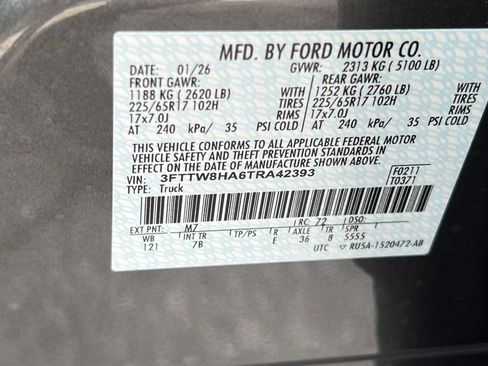 MFD. BY FORD MOTOR CO.
DATE: 01/26 GVWR: 2313 KG ( 5100 LB)
FRONT GAWR: REAR GAWR:
1188 KG ( 2620 LB) WITH 1252 KG ( 2760 LB) WITH
225/65R17 102H TIRES 225/65R17 102H TIRES
17x7.0J RIMS 17x7.0J RIMS
AT 240 kPa/ 35 PSI COLD AT 240 kPa/ 35 PSI COLD
THIS VEHICLE CONFORMS TO ALL APPLICABLE FEDERAL MOTOR
VEHICLE SAFETY AND THEFT PREVENTION STANDARDS IN
EFFECT ON THE DATE OF MANUFACTURE SHOWN ABOVE.
VIN: 3FTTW8HA6TRA42393 F0211
TYPE: Truck T0371
EXT PNT: M7 RC: 72 DSO:
WB INT TR TP/PS R AXLE TR SPR
121 7B E 36 8 5555
UTC RU5A-1520472-AB